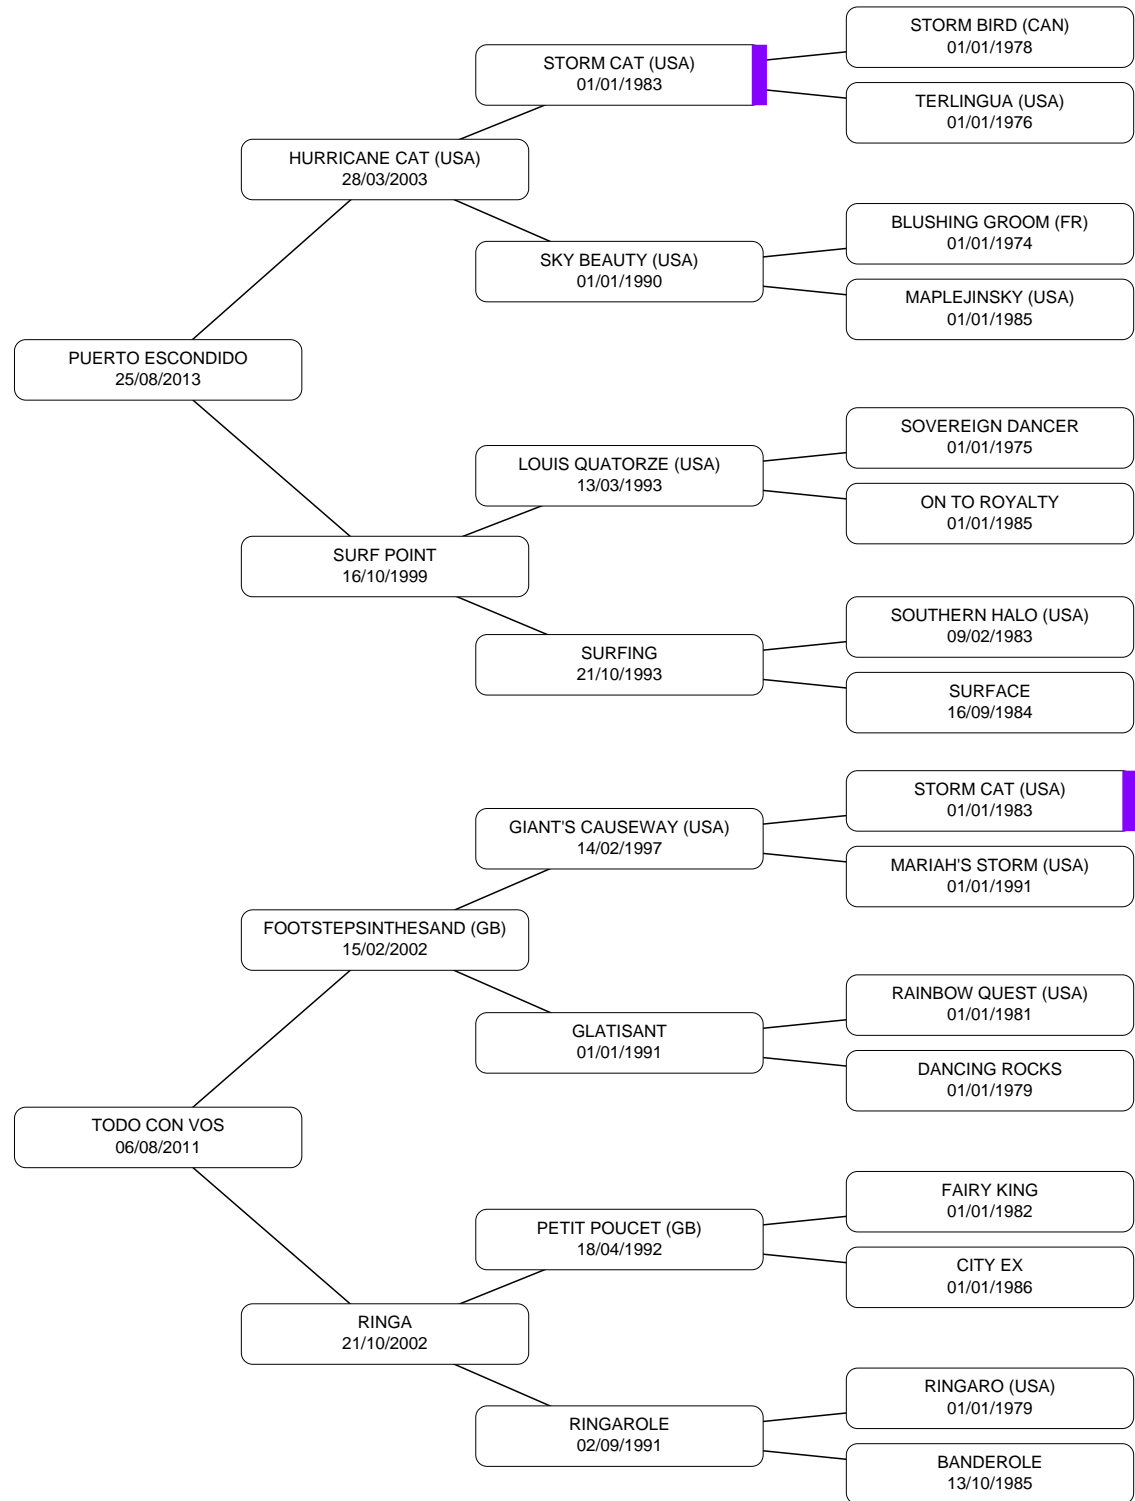 STORM BIRD (CAN)
01/01/1978
STORM CAT (USA)
01/01/1983
TERLINGUA (USA)
01/01/1976
HURRICANE CAT (USA)
28/03/2003
BLUSHING GROOM (FR)
01/01/1974
SKY BEAUTY (USA)
01/01/1990
MAPLEJINSKY (USA)
01/01/1985
PUERTO ESCONDIDO
25/08/2013
SOVEREIGN DANCER
01/01/1975
LOUIS QUATORZE (USA)
13/03/1993
ON TO ROYALTY
01/01/1985
SURF POINT
16/10/1999
SOUTHERN HALO (USA)
09/02/1983
SURFING
21/10/1993
SURFACE
16/09/1984
STORM CAT (USA)
01/01/1983
GIANT'S CAUSEWAY (USA)
14/02/1997
MARIAH'S STORM (USA)
01/01/1991
FOOTSTEPSINTHESAND (GB)
15/02/2002
RAINBOW QUEST (USA)
01/01/1981
GLATISANT
01/01/1991
DANCING ROCKS
01/01/1979
TODO CON VOS
06/08/2011
FAIRY KING
01/01/1982
PETIT POUCET (GB)
18/04/1992
CITY EX
01/01/1986
RINGA
21/10/2002
RINGARO (USA)
01/01/1979
RINGAROLE
02/09/1991
BANDEROLE
13/10/1985